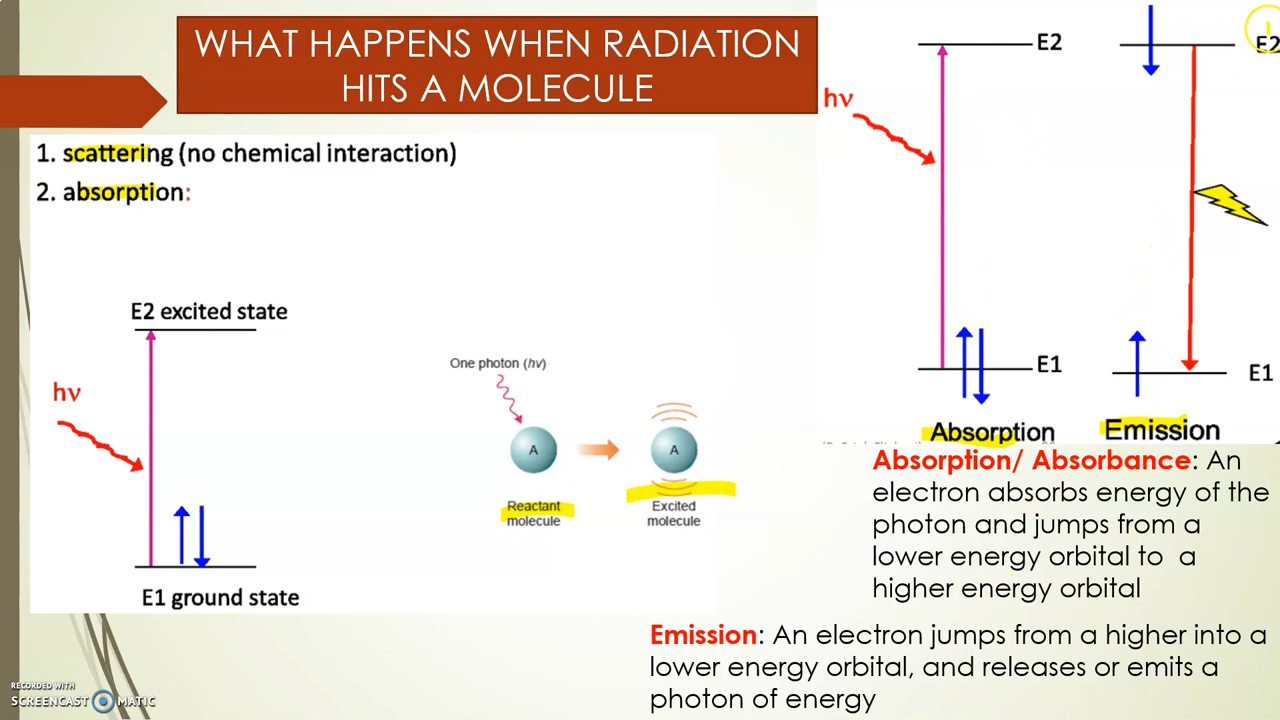 WHAT HAPPENS WHEN RADIATION
HITS A MOLECULE
1. scattering (no chemical interaction)
2. absorption:
E2 excited state
hν
E1 ground state
One photon (hν)
A
A
Reactant
molecule
Excited
molecule
E2
E2
hν
E1
E1
Absorption
Emission
Absorption/ Absorbance: An
electron absorbs energy of the
photon and jumps from a
lower energy orbital to a
higher energy orbital
Emission: An electron jumps from a higher into a
lower energy orbital, and releases or emits a
photon of energy
RECORDED WITH
SCREENCAST MATIC